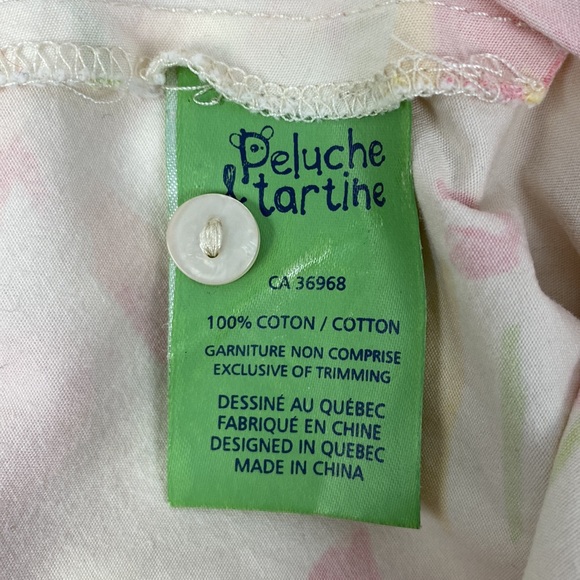 Peluche
& tartine
CA 36968
100% COTON / COTTON
GARNITURE NON COMPRISE
EXCLUSIVE OF TRIMMING
DESSINÉ AU QUÉBEC
FABRIQUÉ EN CHINE
DESIGNED IN QUEBEC
MADE IN CHINA